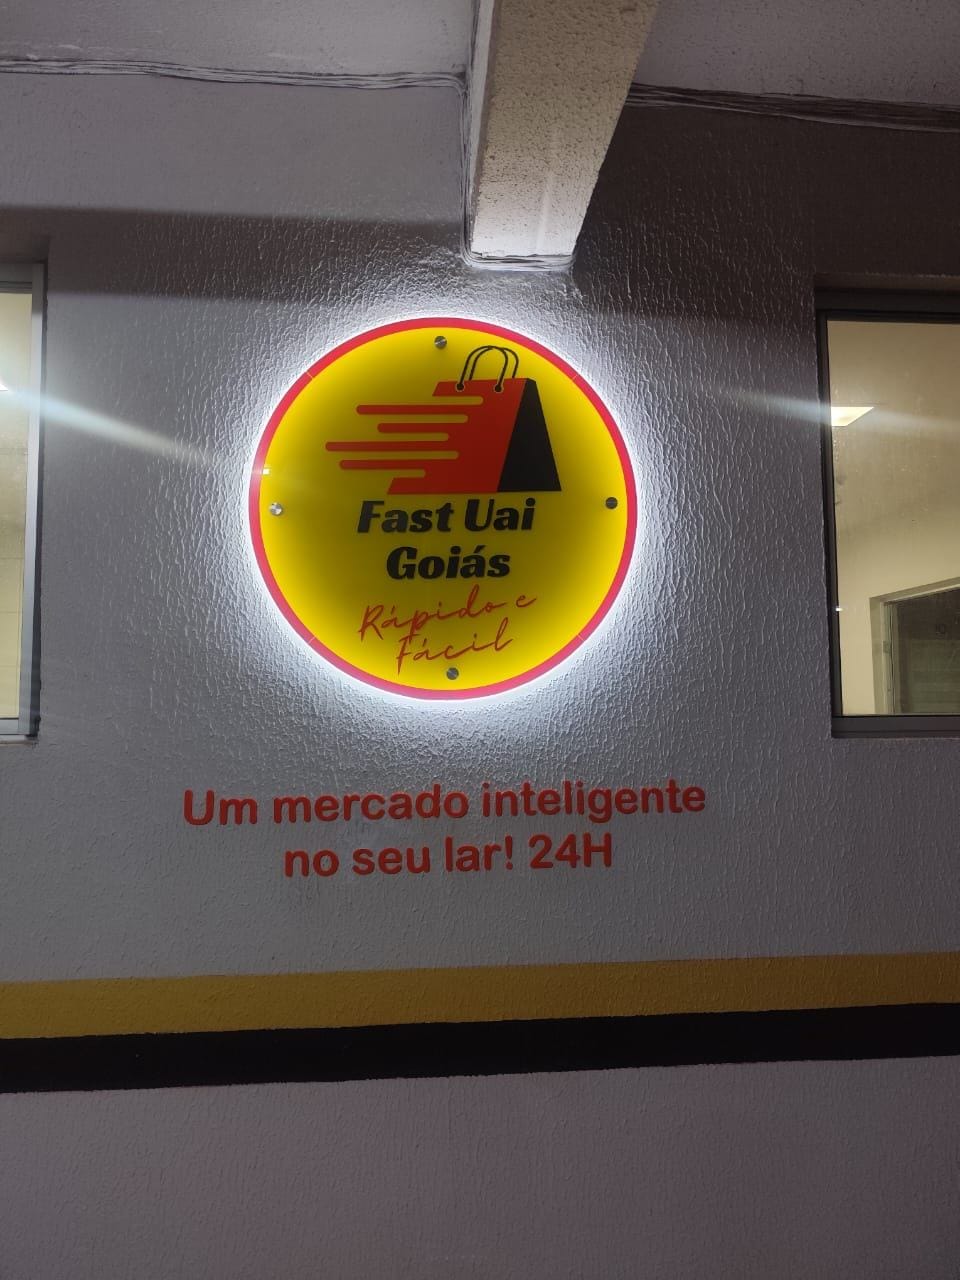 Fast Uai
Goiás
Rápido e
Fácil
Um mercado inteligente
no seu lar! 24H